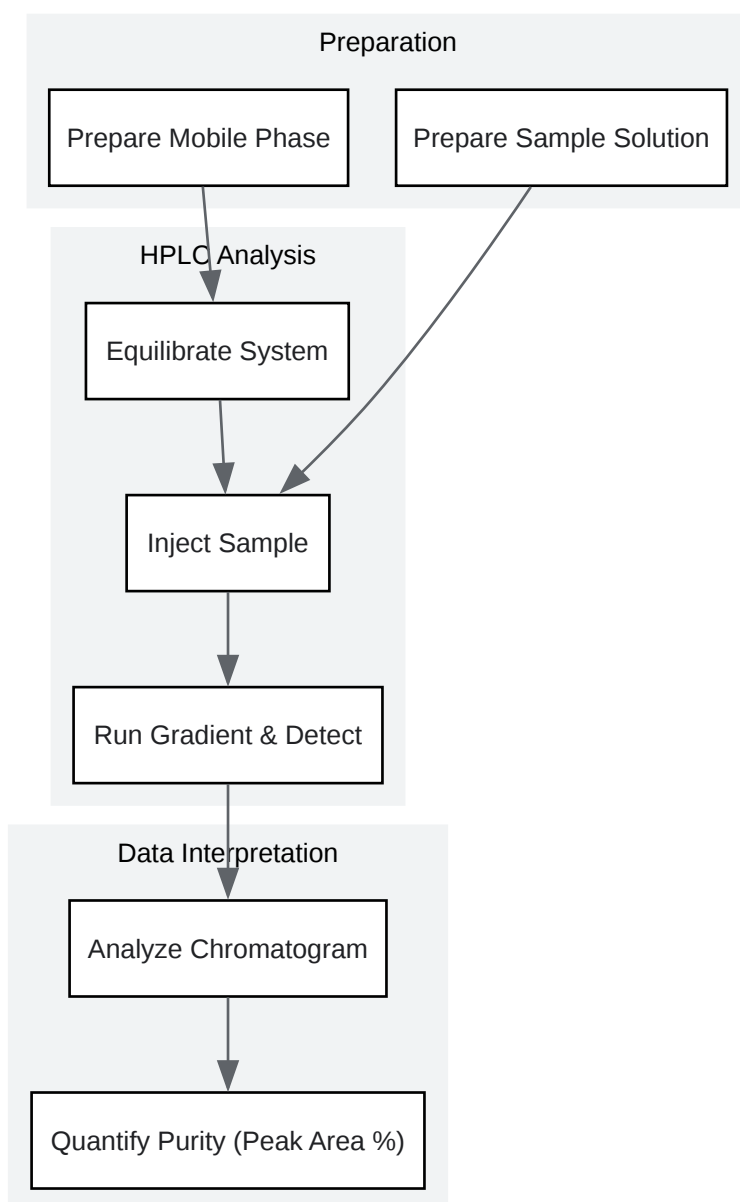 Preparation
Prepare Mobile Phase
Prepare Sample Solution
HPLC Analysis
Equilibrate System
Inject Sample
Run Gradient & Detect
Data Interpretation
Analyze Chromatogram
Quantify Purity (Peak Area %)